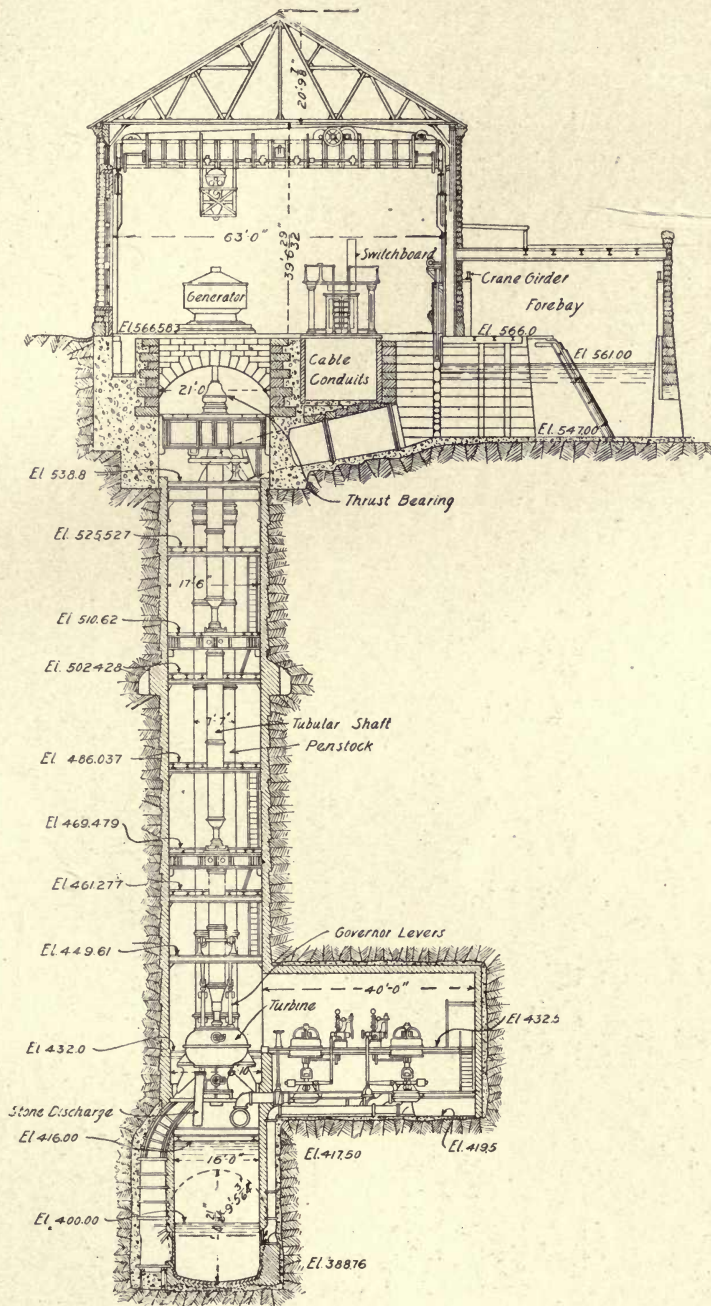 20'98"
63'-0"
39'-6 29/32"
Switchboard
Generator
Crane Girder
Forebay
El.566.583
El. 566.0
El 561.00
Cable
Conduits
21'-0"
El. 547.00
El 538.8
Thrust Bearing
El. 525.527
17'-6"
El 510.62
El. 502.428
7'-7"
Tubular Shaft
Penstock
El 486.037
El 469.479
El 461.277
Governor Levers
El 449.61
40'-0"
Turbine
El 432.5
El 432.0
Stone Discharge
El 416.00
El.417.50
El.419.5
16'-0"
El. 400.00
El 388.76